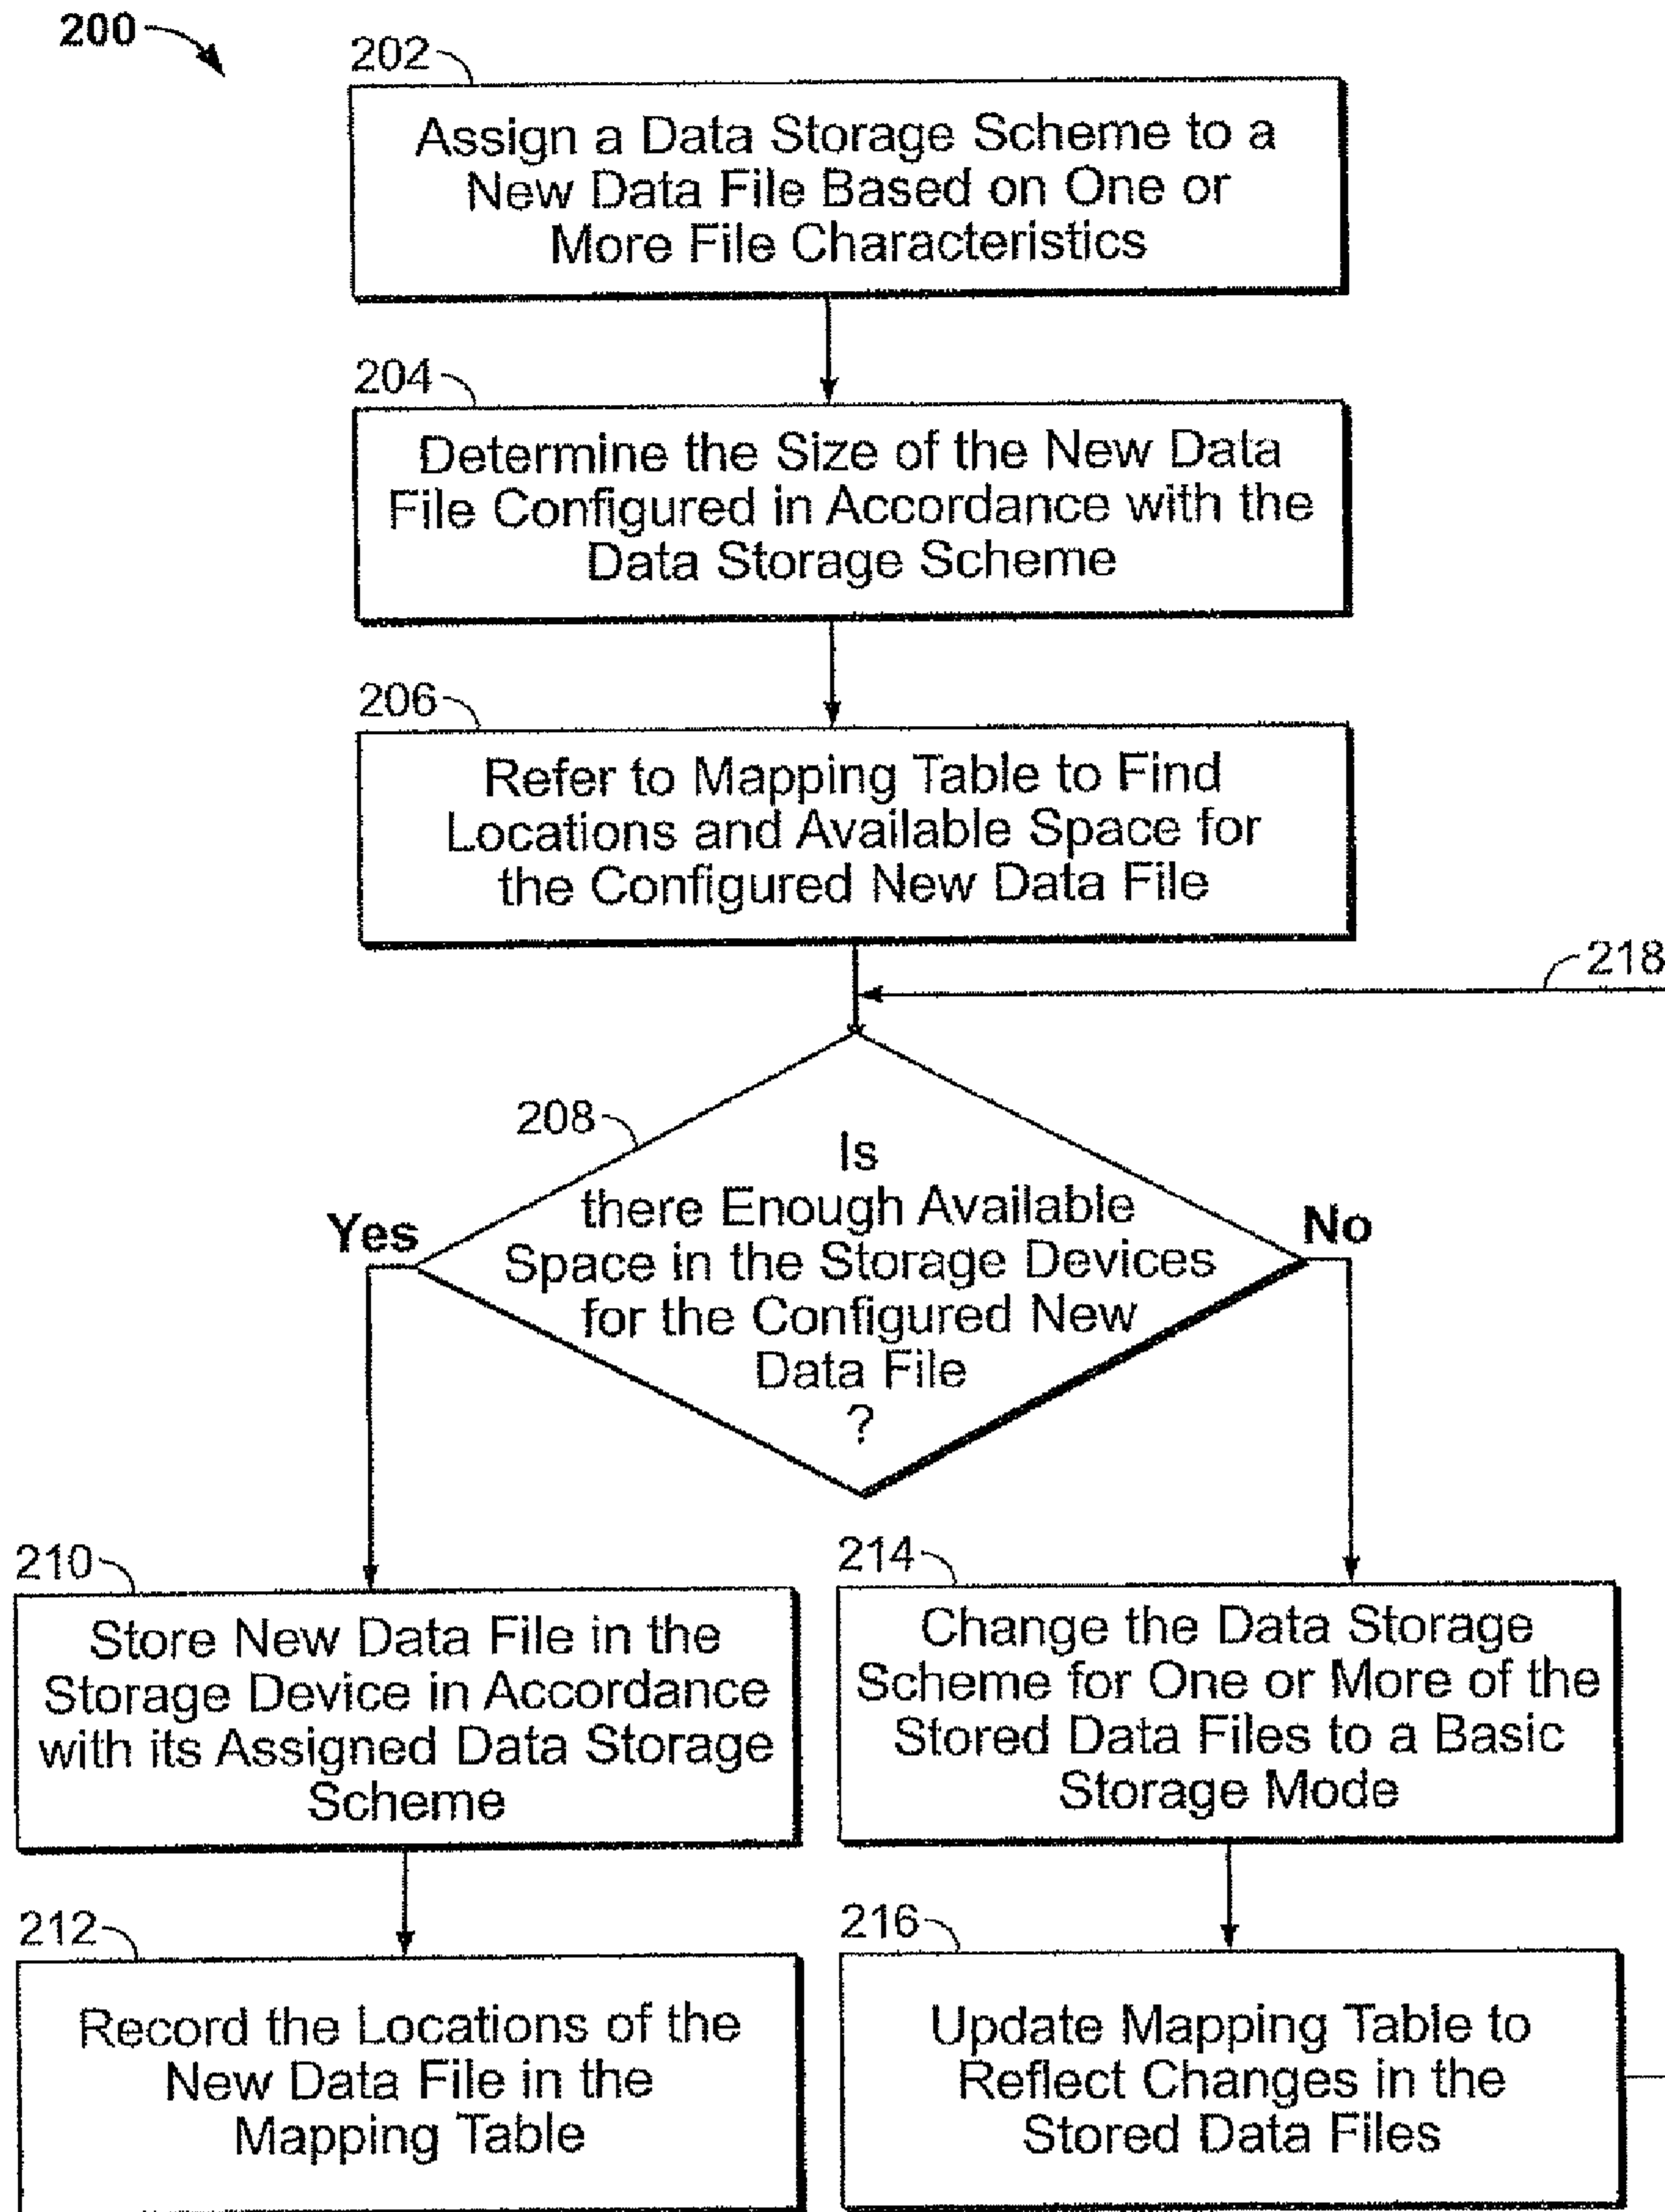 200
202
Assign a Data Storage Scheme to a
New Data File Based on One or
More File Characteristics
204
Determine the Size of the New Data
File Configured in Accordance with the
Data Storage Scheme
206
Refer to Mapping Table to Find
Locations and Available Space for
the Configured New Data File
218
208
Is
there Enough Available
Space in the Storage Devices
for the Configured New
Data File
?
Yes
No
210
Store New Data File in the
Storage Device in Accordance
with its Assigned Data Storage
Scheme
214
Change the Data Storage
Scheme for One or More of the
Stored Data Files to a Basic
Storage Mode
212
Record the Locations of the
New Data File in the
Mapping Table
216
Update Mapping Table to
Reflect Changes in the
Stored Data Files